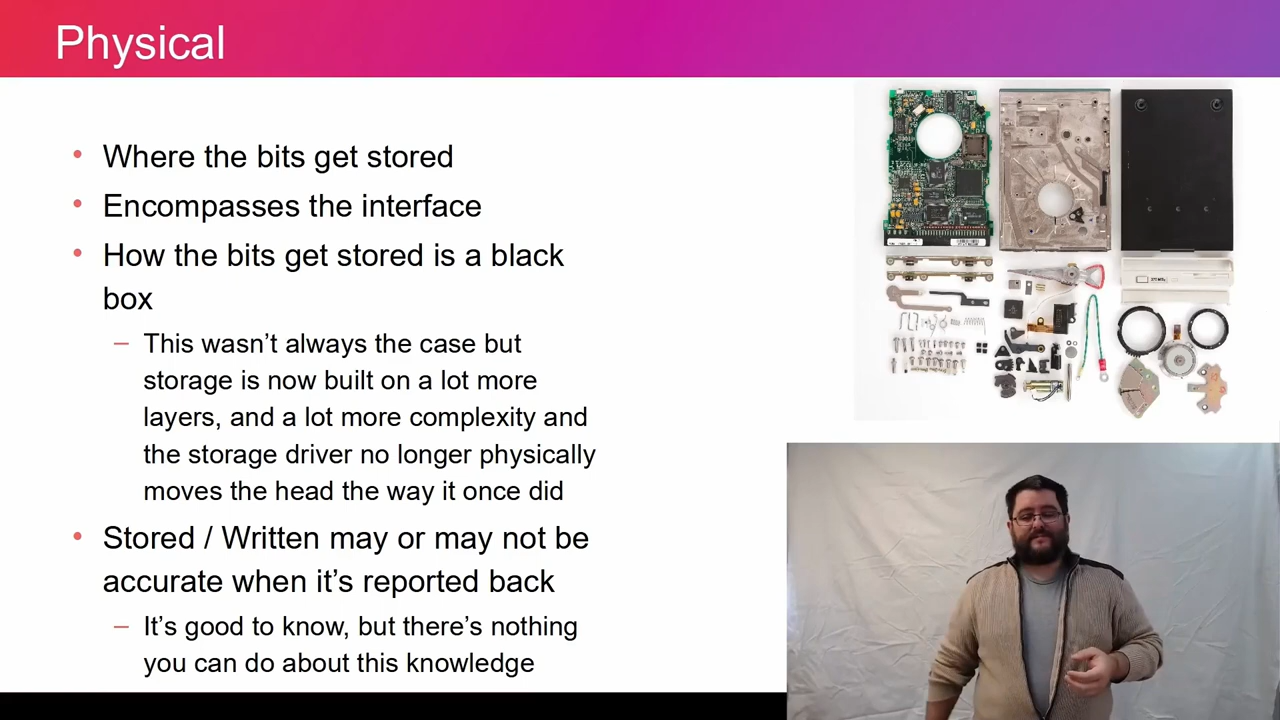 Physical
Where the bits get stored
Encompasses the interface
How the bits get stored is a black
box
This wasn’t always the case but
storage is now built on a lot more
layers, and a lot more complexity and
the storage driver no longer physically
moves the head the way it once did
Stored / Written may or may not be
accurate when it’s reported back
It’s good to know, but there’s nothing
you can do about this knowledge